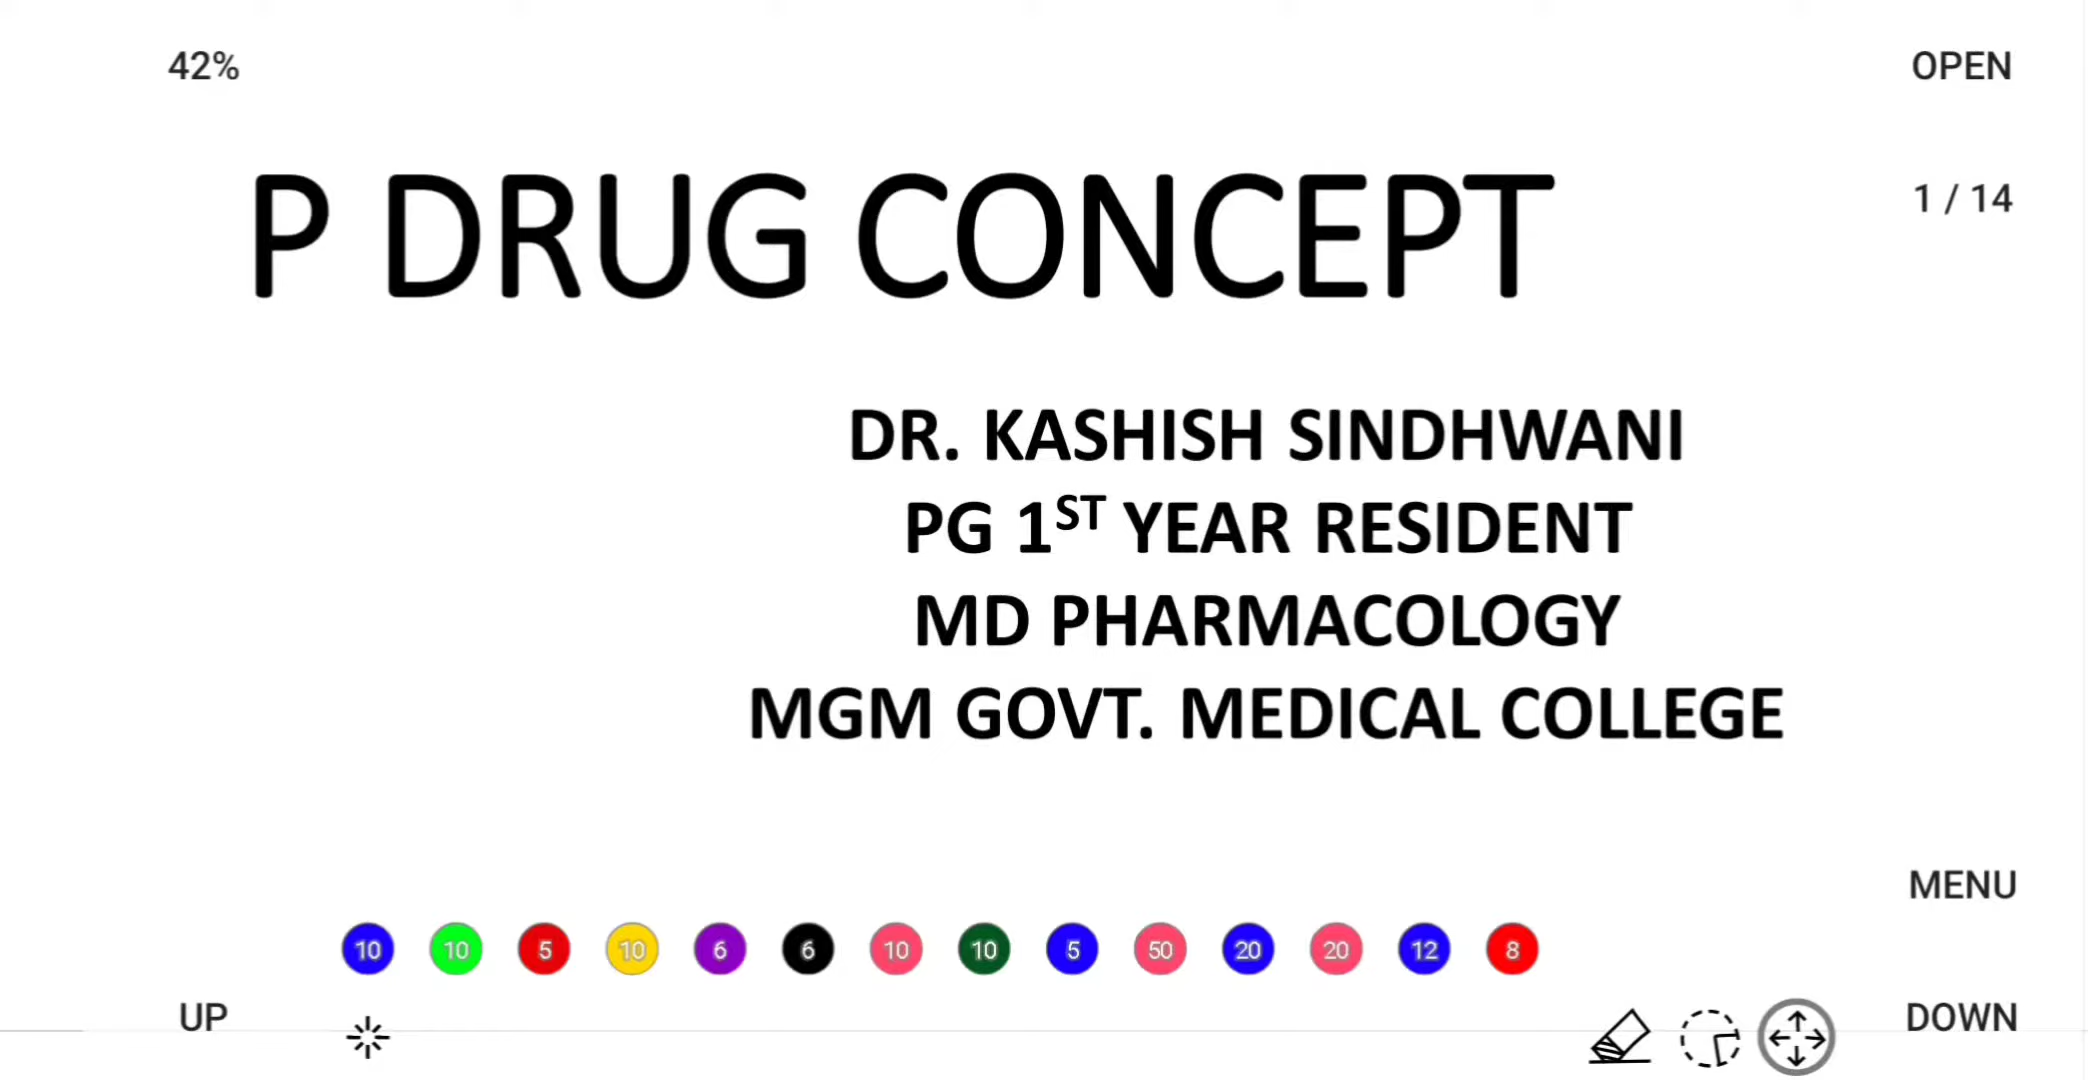 42%
OPEN
P DRUG CONCEPT
1 / 14
DR. KASHISH SINDHWANI
PG 1ST YEAR RESIDENT
MD PHARMACOLOGY
MGM GOVT. MEDICAL COLLEGE
MENU
10 10 5 10 6 6 10 10 5 50 20 20 12 8
UP
DOWN